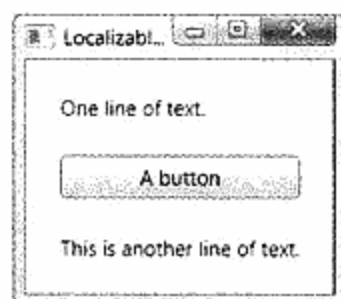 Localizabl...
One line of text.
A button
This is another line of text.